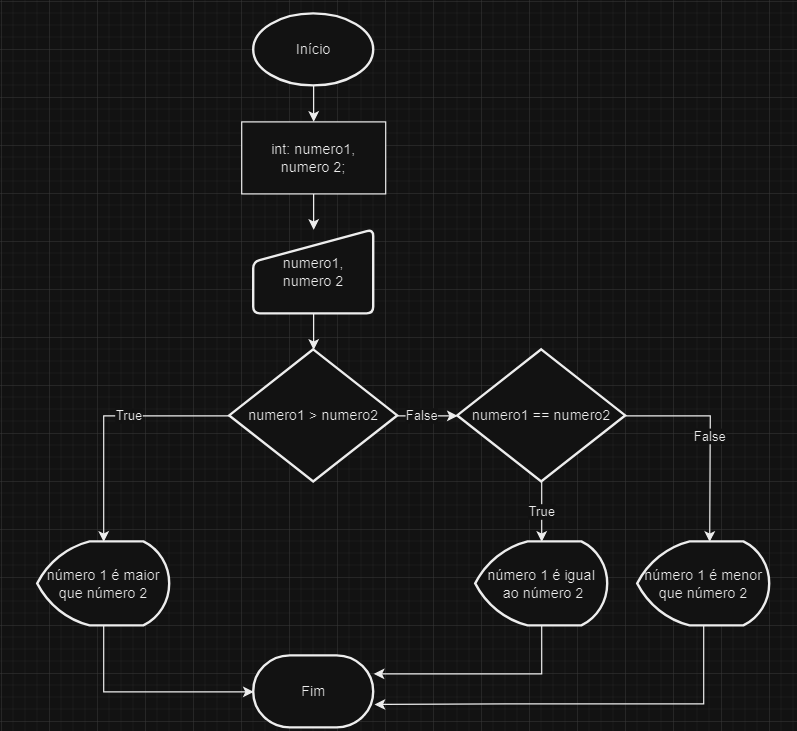 Início
int: numero1,
numero 2;
numero1,
numero 2
numero1 > numero2
True
False
numero1 == numero2
False
True
número 1 é maior
que número 2
número 1 é igual
ao número 2
número 1 é menor
que número 2
Fim